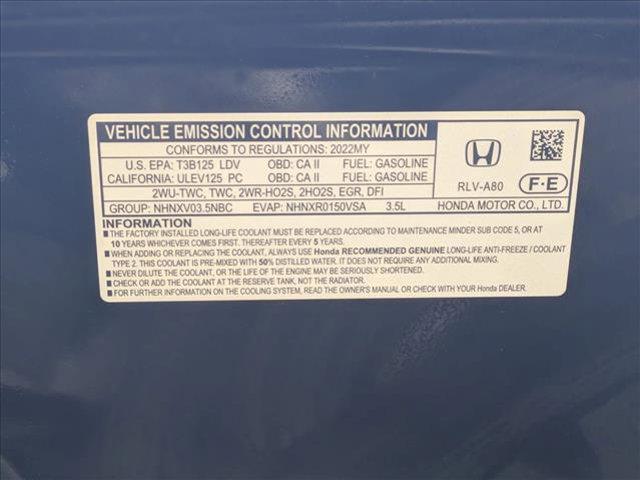 VEHICLE EMISSION CONTROL INFORMATION
CONFORMS TO REGULATIONS: 2022MY
U.S. EPA: T3B125 LDV OBD: CA II FUEL: GASOLINE
CALIFORNIA: ULEV125 PC OBD: CA II FUEL: GASOLINE
2WU-TWC, TWC, 2WR-HO2S, 2HO2S, EGR, DFI
GROUP: NHNXV03.5NBC EVAP: NHNXR0150VSA 3.5L
RLV-A80
F-E
HONDA MOTOR CO., LTD.
INFORMATION
■ THE FACTORY INSTALLED LONG-LIFE COOLANT MUST BE REPLACED ACCORDING TO MAINTENANCE MINDER SUB CODE 5, OR AT
10 YEARS WHICHEVER COMES FIRST. THEREAFTER EVERY 5 YEARS.
■ WHEN ADDING OR REPLACING THE COOLANT, ALWAYS USE Honda RECOMMENDED GENUINE LONG-LIFE ANTI-FREEZE / COOLANT
TYPE 2. THIS COOLANT IS PRE-MIXED WITH 50% DISTILLED WATER. IT DOES NOT REQUIRE ANY ADDITIONAL MIXING.
■ NEVER DILUTE THE COOLANT, OR THE LIFE OF THE ENGINE MAY BE SERIOUSLY SHORTENED.
■ CHECK OR ADD THE COOLANT AT THE RESERVE TANK, NOT THE RADIATOR.
■ FOR FURTHER INFORMATION ON THE COOLING SYSTEM, READ THE OWNER'S MANUAL OR CHECK WITH YOUR Honda DEALER.